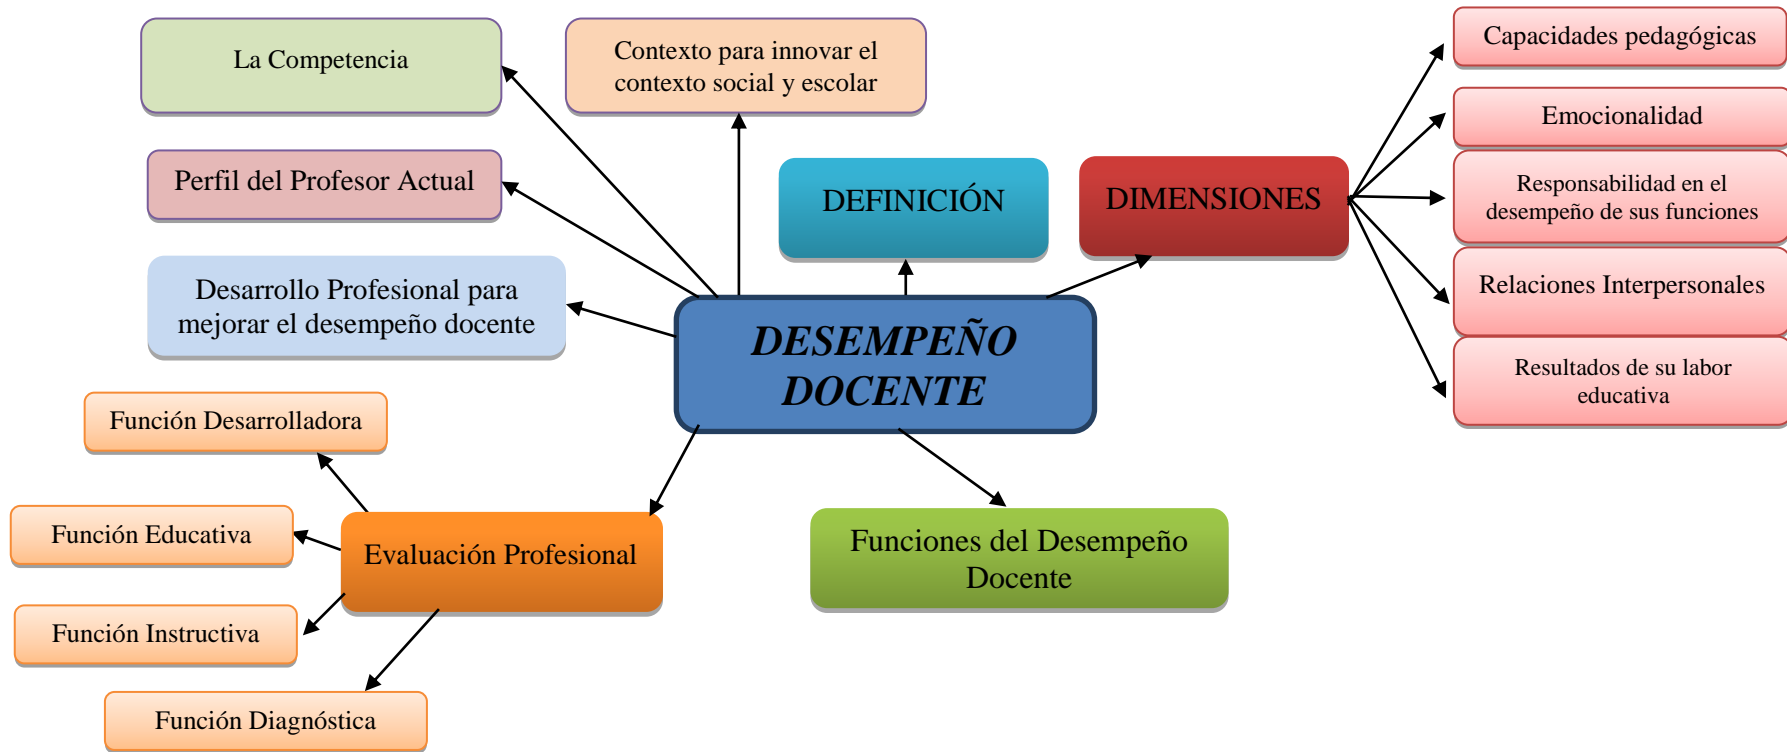 La Competencia
Contexto para innovar el
contexto social y escolar
Capacidades pedagógicas
Emocionalidad
Perfil del Profesor Actual
DEFINICIÓN
DIMENSIONES
Responsabilidad en el
desempeño de sus funciones
Desarrollo Profesional para
mejorar el desempeño docente
Relaciones Interpersonales
DESEMPEÑO
DOCENTE
Resultados de su labor
educativa
Función Desarrolladora
Función Educativa
Evaluación Profesional
Funciones del Desempeño
Docente
Función Instructiva
Función Diagnóstica